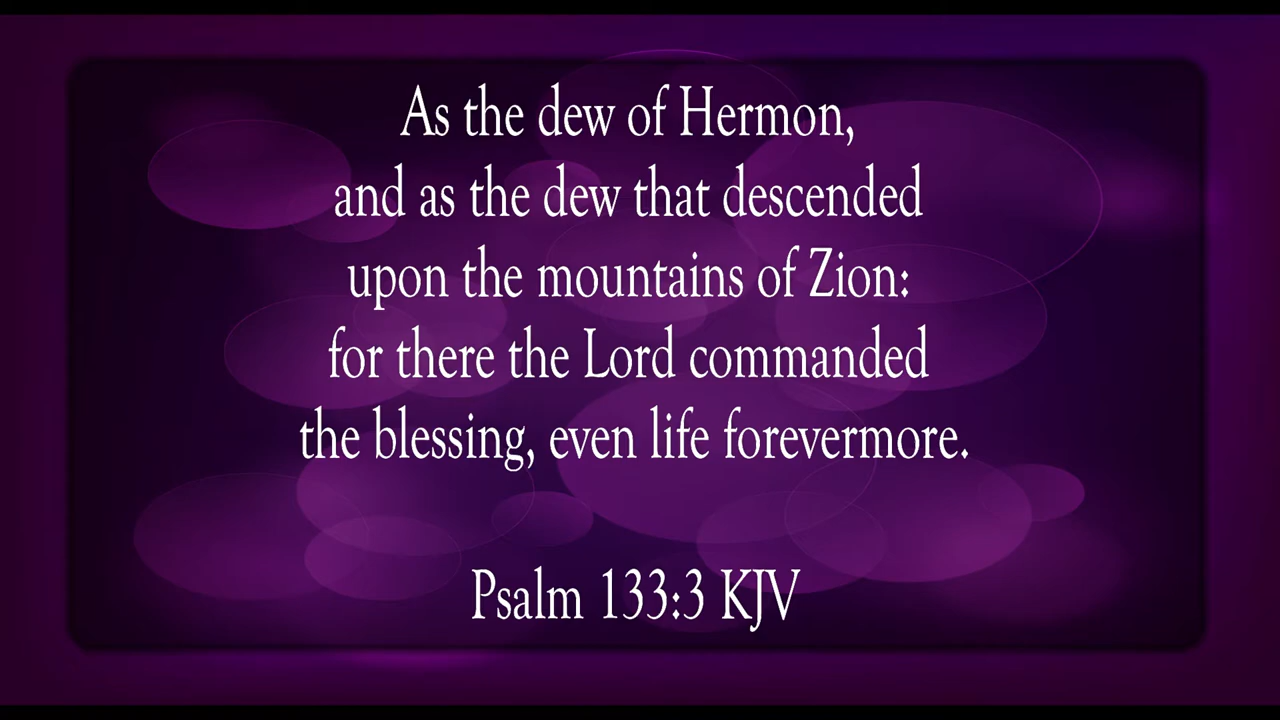 As the dew of Hermon,
and as the dew that descended
upon the mountains of Zion:
for there the Lord commanded
the blessing, even life forevermore.
Psalm 133:3 KJV